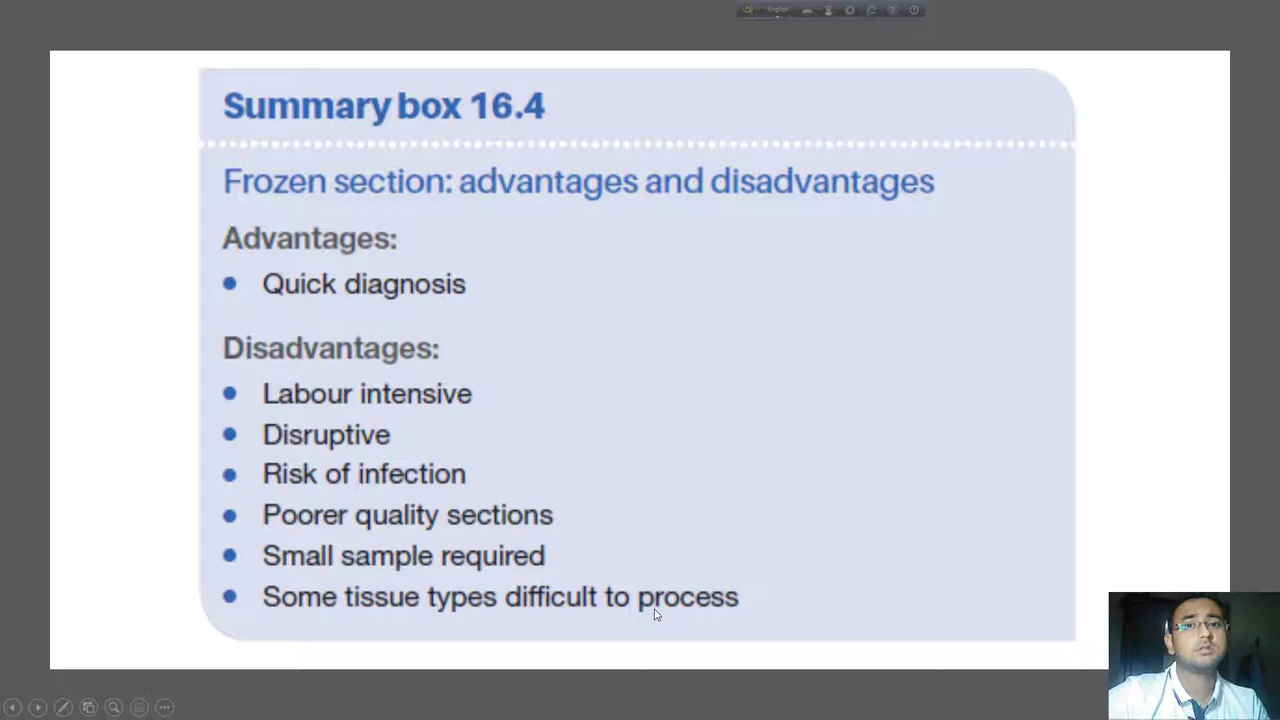 English
Summary box 16.4
Frozen section: advantages and disadvantages
Advantages:
Quick diagnosis
Disadvantages:
Labour intensive
Disruptive
Risk of infection
Poorer quality sections
Small sample required
Some tissue types difficult to process